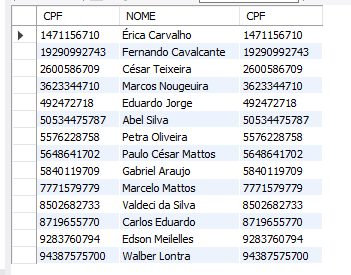 CPF NOME CPF
1471156710 Érica Carvalho 1471156710
19290992743 Fernando Cavalcante 19290992743
2600586709 César Teixeira 2600586709
3623344710 Marcos Nougeuira 3623344710
492472718 Eduardo Jorge 492472718
50534475787 Abel Silva 50534475787
5576228758 Petra Oliveira 5576228758
5648641702 Paulo César Mattos 5648641702
5840119709 Gabriel Araujo 5840119709
7771579779 Marcelo Mattos 7771579779
8502682733 Valdeci da Silva 8502682733
8719655770 Carlos Eduardo 8719655770
9283760794 Edson Meilelles 9283760794
94387575700 Walber Lontra 94387575700